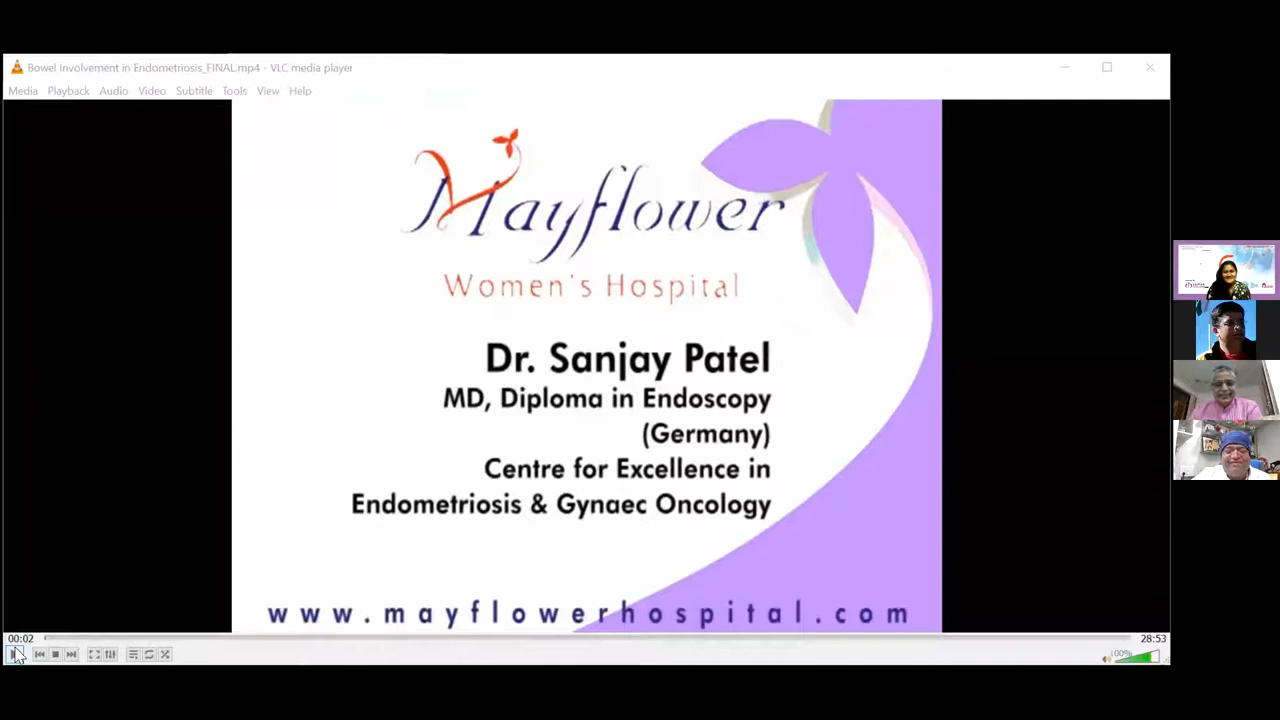 Bowel Involvement in Endometriosis_FINAL.mp4 - VLC media player
Media Playback Audio Video Subtitle Tools View Help
Mayflower
Women's Hospital
Dr. Sanjay Patel
MD, Diploma in Endoscopy
(Germany)
Centre for Excellence in
Endometriosis & Gynaec Oncology
www.mayflowerhospital.com
00:02
28:53
100%